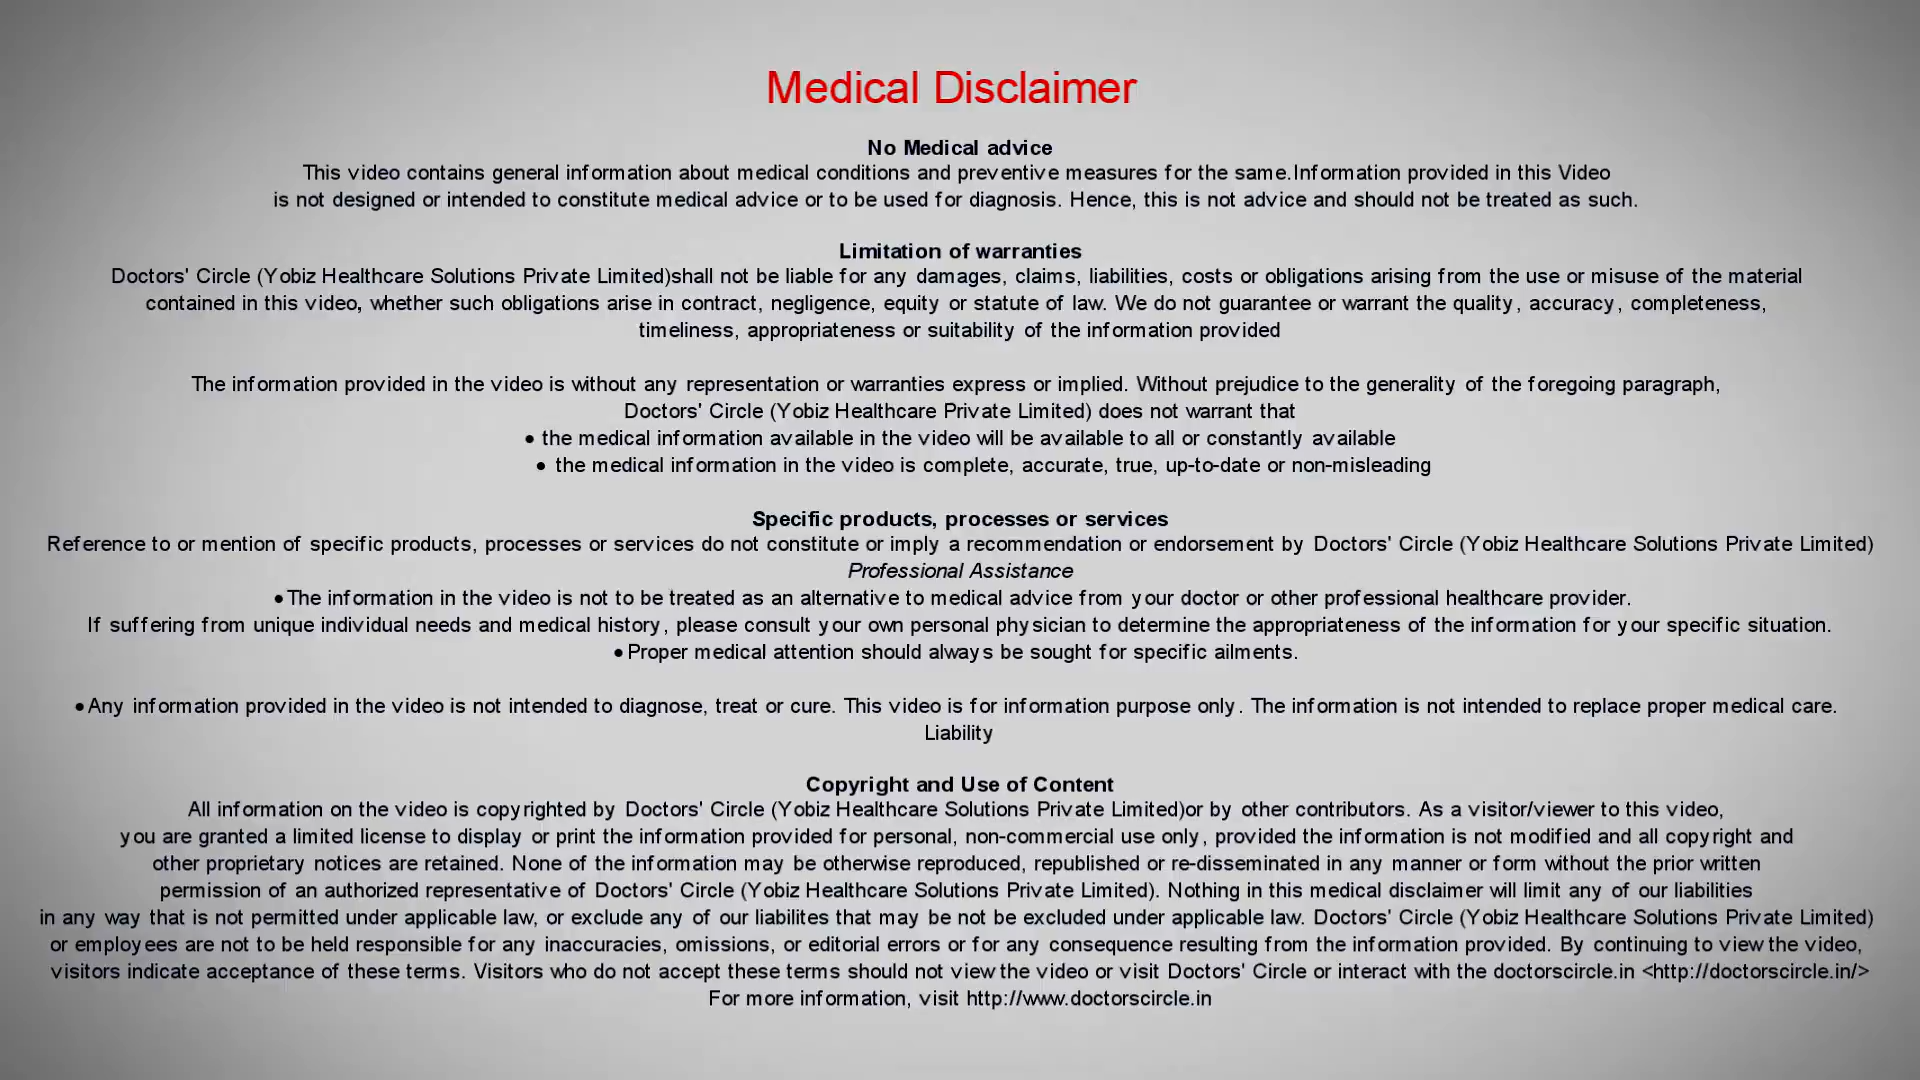 Medical Disclaimer
No Medical advice
This video contains general information about medical conditions and preventive measures for the same.Information provided in this Video
is not designed or intended to constitute medical advice or to be used for diagnosis. Hence, this is not advice and should not be treated as such.
Limitation of warranties
Doctors' Circle (Yobiz Healthcare Solutions Private Limited)shall not be liable for any damages, claims, liabilities, costs or obligations arising from the use or misuse of the material
contained in this video, whether such obligations arise in contract, negligence, equity or statute of law. We do not guarantee or warrant the quality, accuracy, completeness,
timeliness, appropriateness or suitability of the information provided
The information provided in the video is without any representation or warranties express or implied. Without prejudice to the generality of the foregoing paragraph,
Doctors' Circle (Yobiz Healthcare Private Limited) does not warrant that
• the medical information available in the video will be available to all or constantly available
• the medical information in the video is complete, accurate, true, up-to-date or non-misleading
Specific products, processes or services
Reference to or mention of specific products, processes or services do not constitute or imply a recommendation or endorsement by Doctors' Circle (Yobiz Healthcare Solutions Private Limited)
Professional Assistance
•The information in the video is not to be treated as an alternative to medical advice from your doctor or other professional healthcare provider.
If suffering from unique individual needs and medical history, please consult your own personal physician to determine the appropriateness of the information for your specific situation.
•Proper medical attention should always be sought for specific ailments.
•Any information provided in the video is not intended to diagnose, treat or cure. This video is for information purpose only. The information is not intended to replace proper medical care.
Liability
Copyright and Use of Content
All information on the video is copyrighted by Doctors' Circle (Yobiz Healthcare Solutions Private Limited)or by other contributors. As a visitor/viewer to this video,
you are granted a limited license to display or print the information provided for personal, non-commercial use only, provided the information is not modified and all copyright and
other proprietary notices are retained. None of the information may be otherwise reproduced, republished or re-disseminated in any manner or form without the prior written
permission of an authorized representative of Doctors' Circle (Yobiz Healthcare Solutions Private Limited). Nothing in this medical disclaimer will limit any of our liabilities
in any way that is not permitted under applicable law, or exclude any of our liabilites that may be not be excluded under applicable law. Doctors' Circle (Yobiz Healthcare Solutions Private Limited)
or employees are not to be held responsible for any inaccuracies, omissions, or editorial errors or for any consequence resulting from the information provided. By continuing to view the video,
visitors indicate acceptance of these terms. Visitors who do not accept these terms should not view the video or visit Doctors' Circle or interact with the doctorscircle.in <http://doctorscircle.in/>
For more information, visit http://www.doctorscircle.in